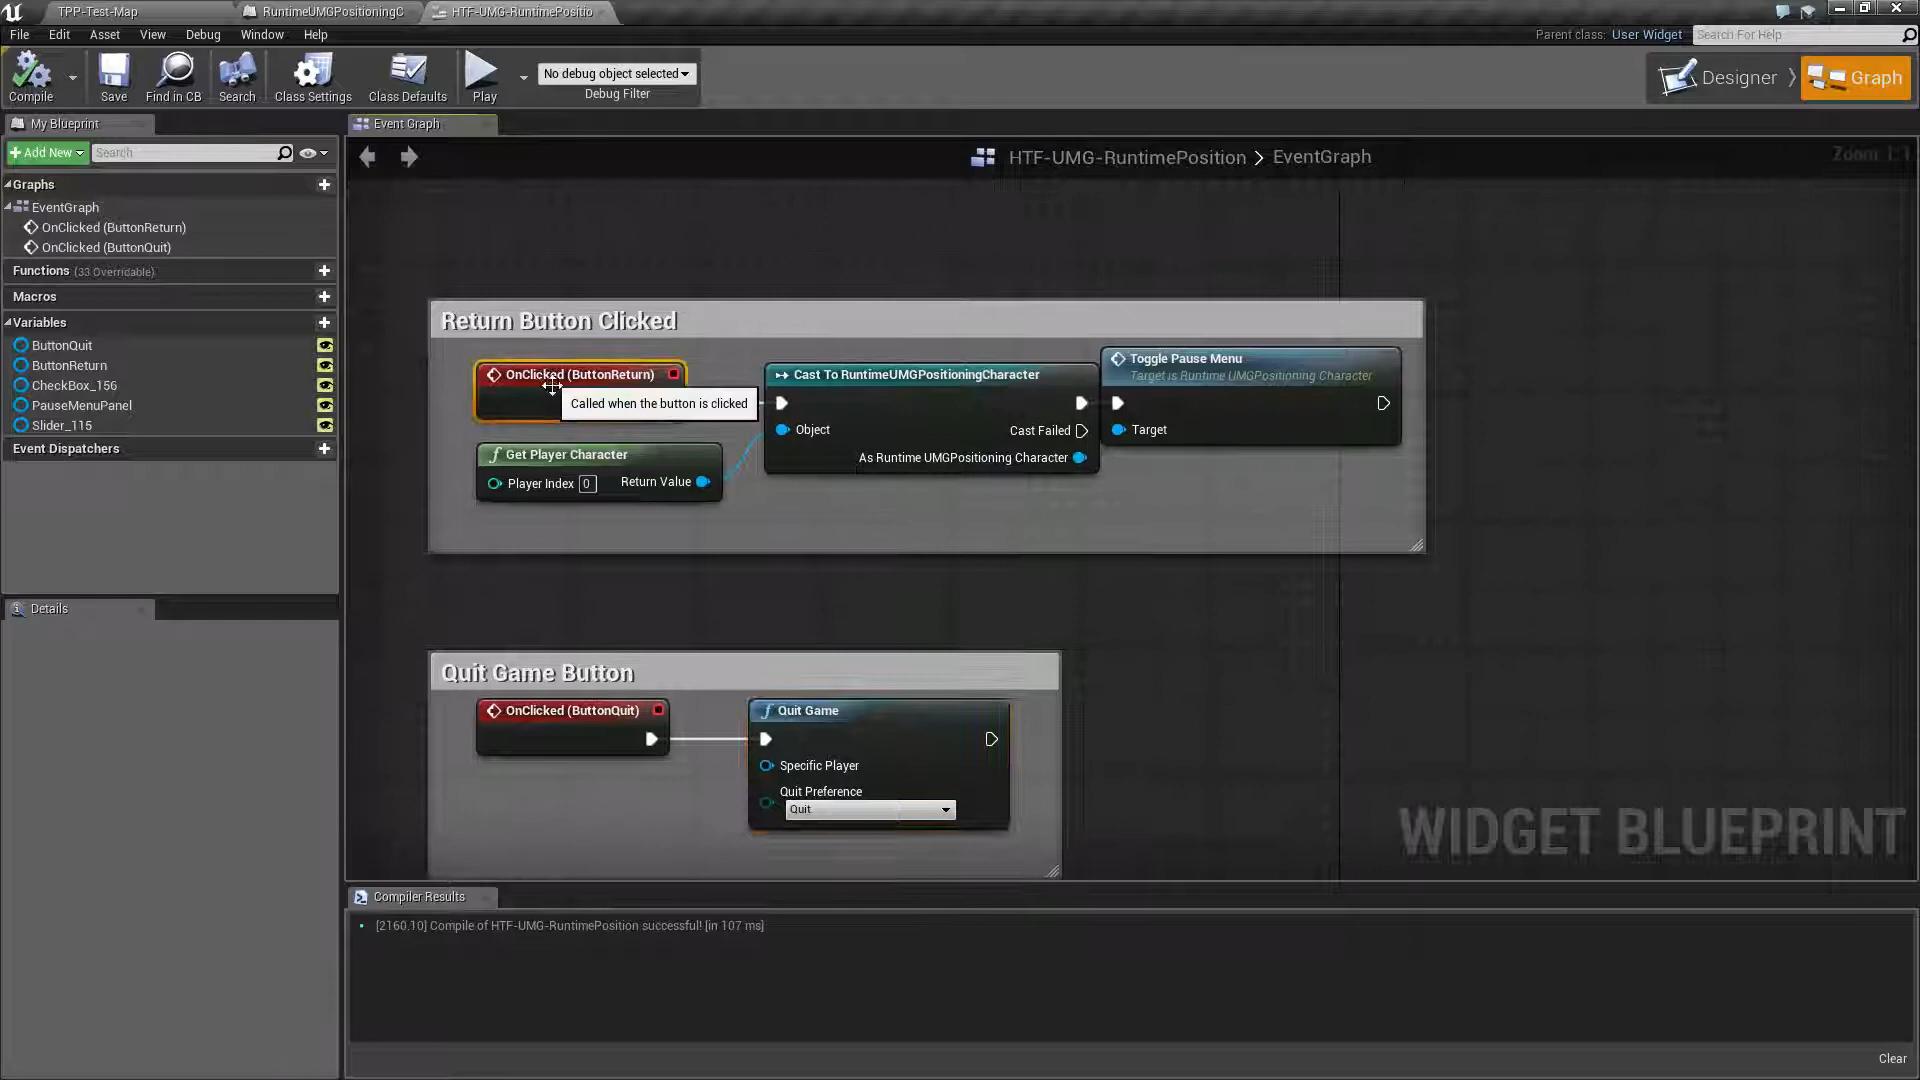 TPP-Test-Map
RuntimeUMGPositioningC
HTF-UMG-RuntimePositio
File Edit Asset View Debug Window Help
Parent class: User Widget
Search For Help
Compile
Save
Find in CB
Search
Class Settings
Class Defaults
Play
No debug object selected
Debug Filter
Designer
Graph
My Blueprint
Add New
Search
Graphs
EventGraph
OnClicked (ButtonReturn)
OnClicked (ButtonQuit)
Functions (33 Overridable)
Macros
Variables
ButtonQuit
ButtonReturn
CheckBox_156
PauseMenuPanel
Slider_115
Event Dispatchers
Details
Event Graph
HTF-UMG-RuntimePosition > EventGraph
Zoom 1:1
Return Button Clicked
OnClicked (ButtonReturn)
Called when the button is clicked
Get Player Character
Player Index 0
Return Value
Cast To RuntimeUMGPositioningCharacter
Object
Cast Failed
As Runtime UMGPositioning Character
Toggle Pause Menu
Target is Runtime UMGPositioning Character
Target
Quit Game Button
OnClicked (ButtonQuit)
Quit Game
Specific Player
Quit Preference
Quit
WIDGET BLUEPRINT
Compiler Results
[2160.10] Compile of HTF-UMG-RuntimePosition successful! [in 107 ms]
Clear